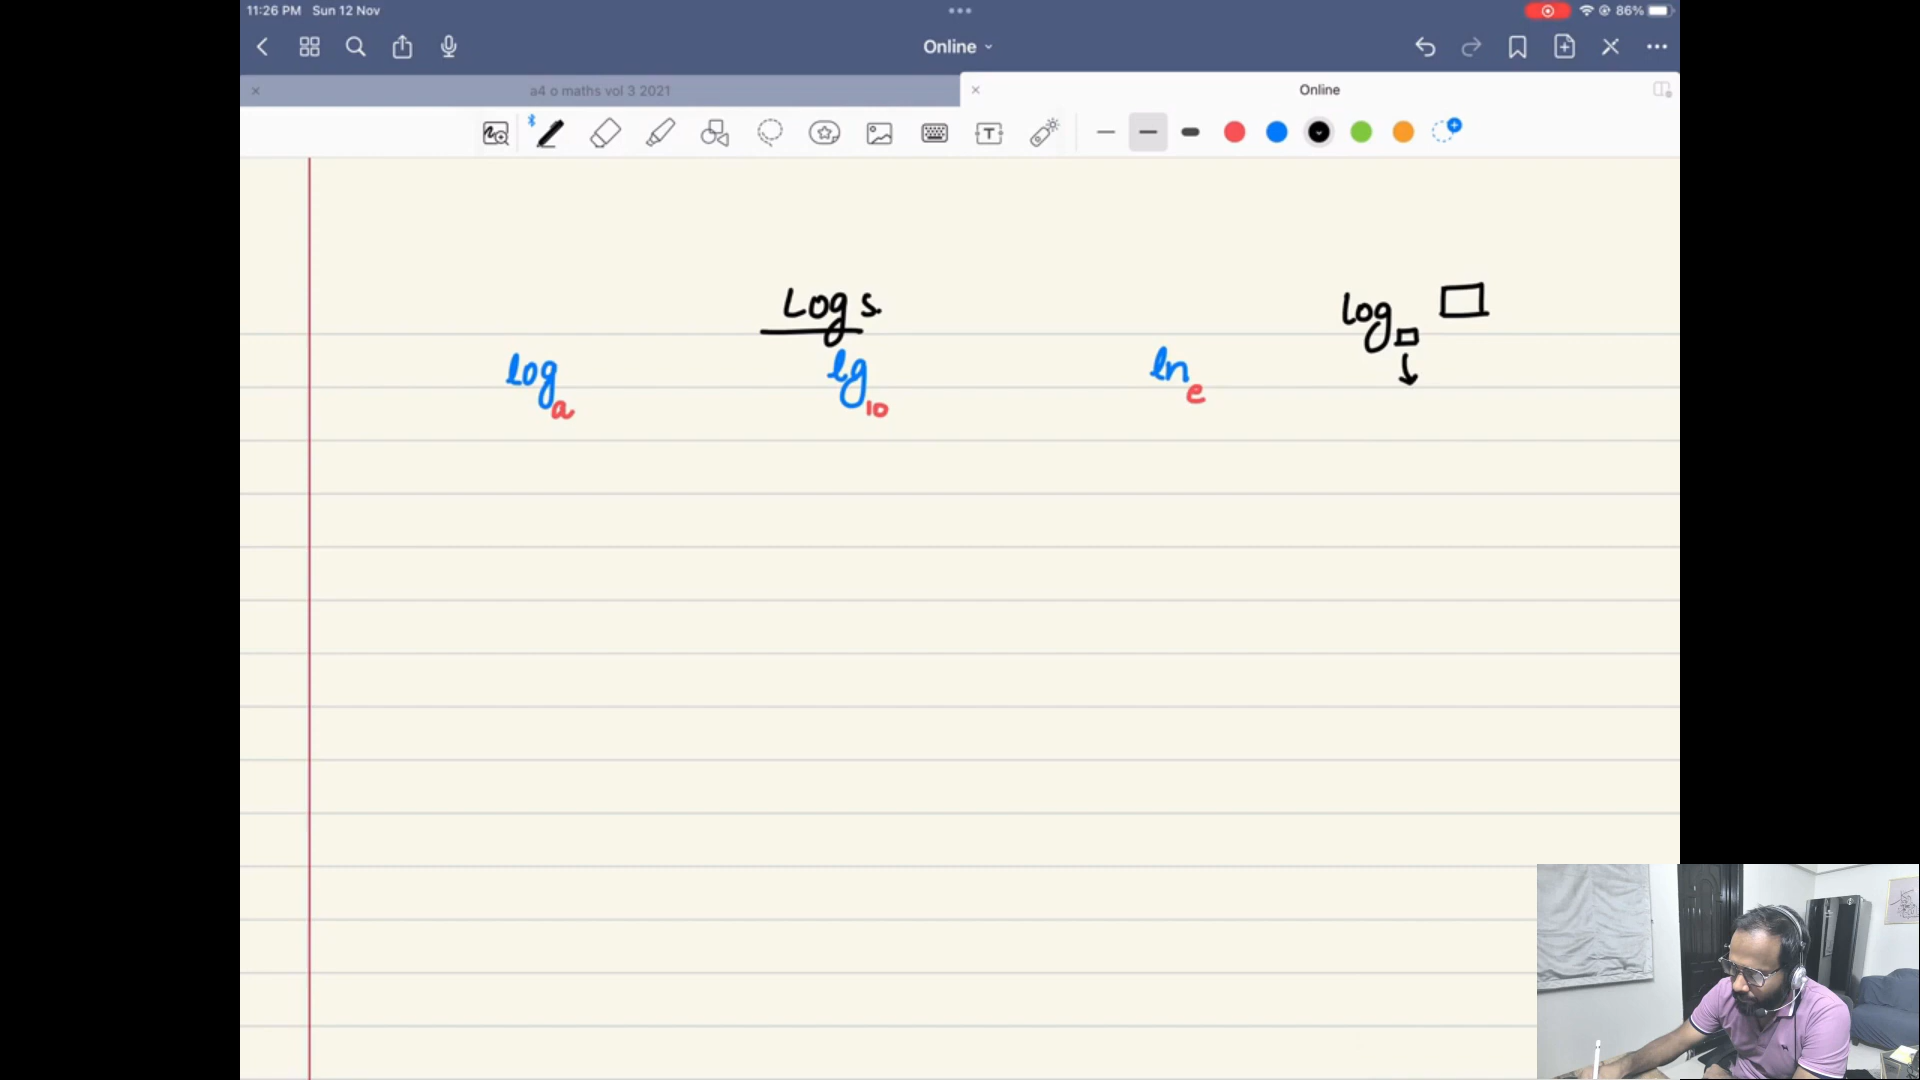 11:26 PM Sun 12 Nov
86%
Online
a4 o maths vol 3 2021
Online
T
Logs.
log□ □
log a
lg 10
ln e